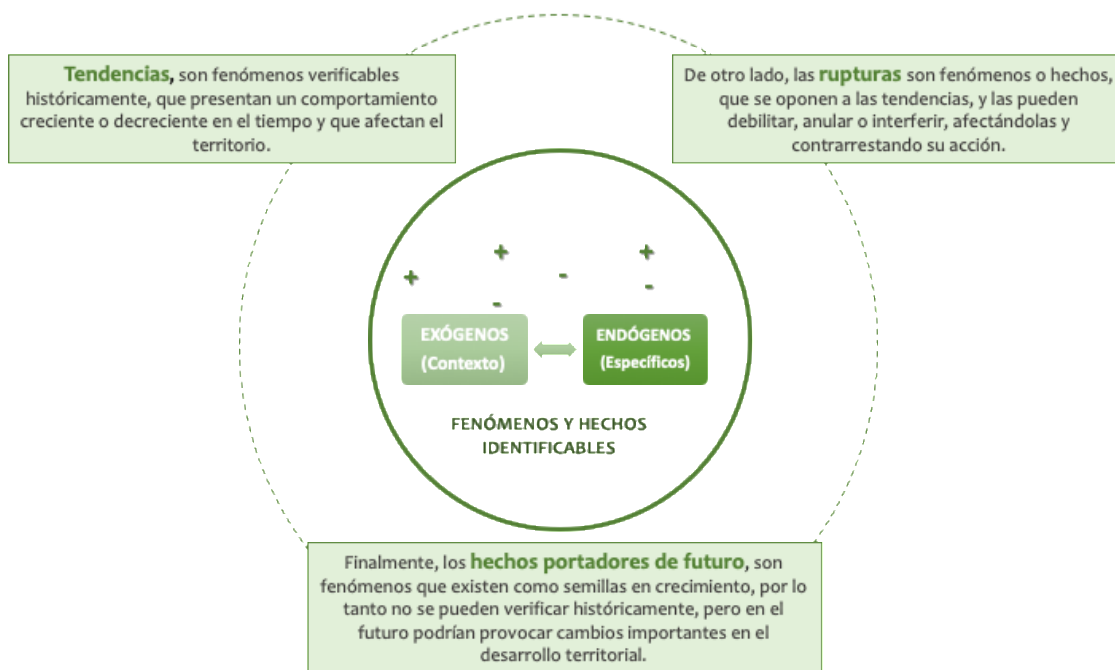 Tendencias, son fenómenos verificables
históricamente, que presentan un comportamiento
creciente o decreciente en el tiempo y que afectan el
territorio.
De otro lado, las rupturas son fenómenos o hechos,
que se oponen a las tendencias, y las pueden
debilitar, anular o interferir, afectándolas y
contrarrestando su acción.
+
+
+
-
-
-
EXÓGENOS
(Contexto)
ENDÓGENOS
(Específicos)
FENÓMENOS Y HECHOS
IDENTIFICABLES
Finalmente, los hechos portadores de futuro, son
fenómenos que existen como semillas en crecimiento, por lo
tanto no se pueden verificar históricamente, pero en el
futuro podrían provocar cambios importantes en el
desarrollo territorial.